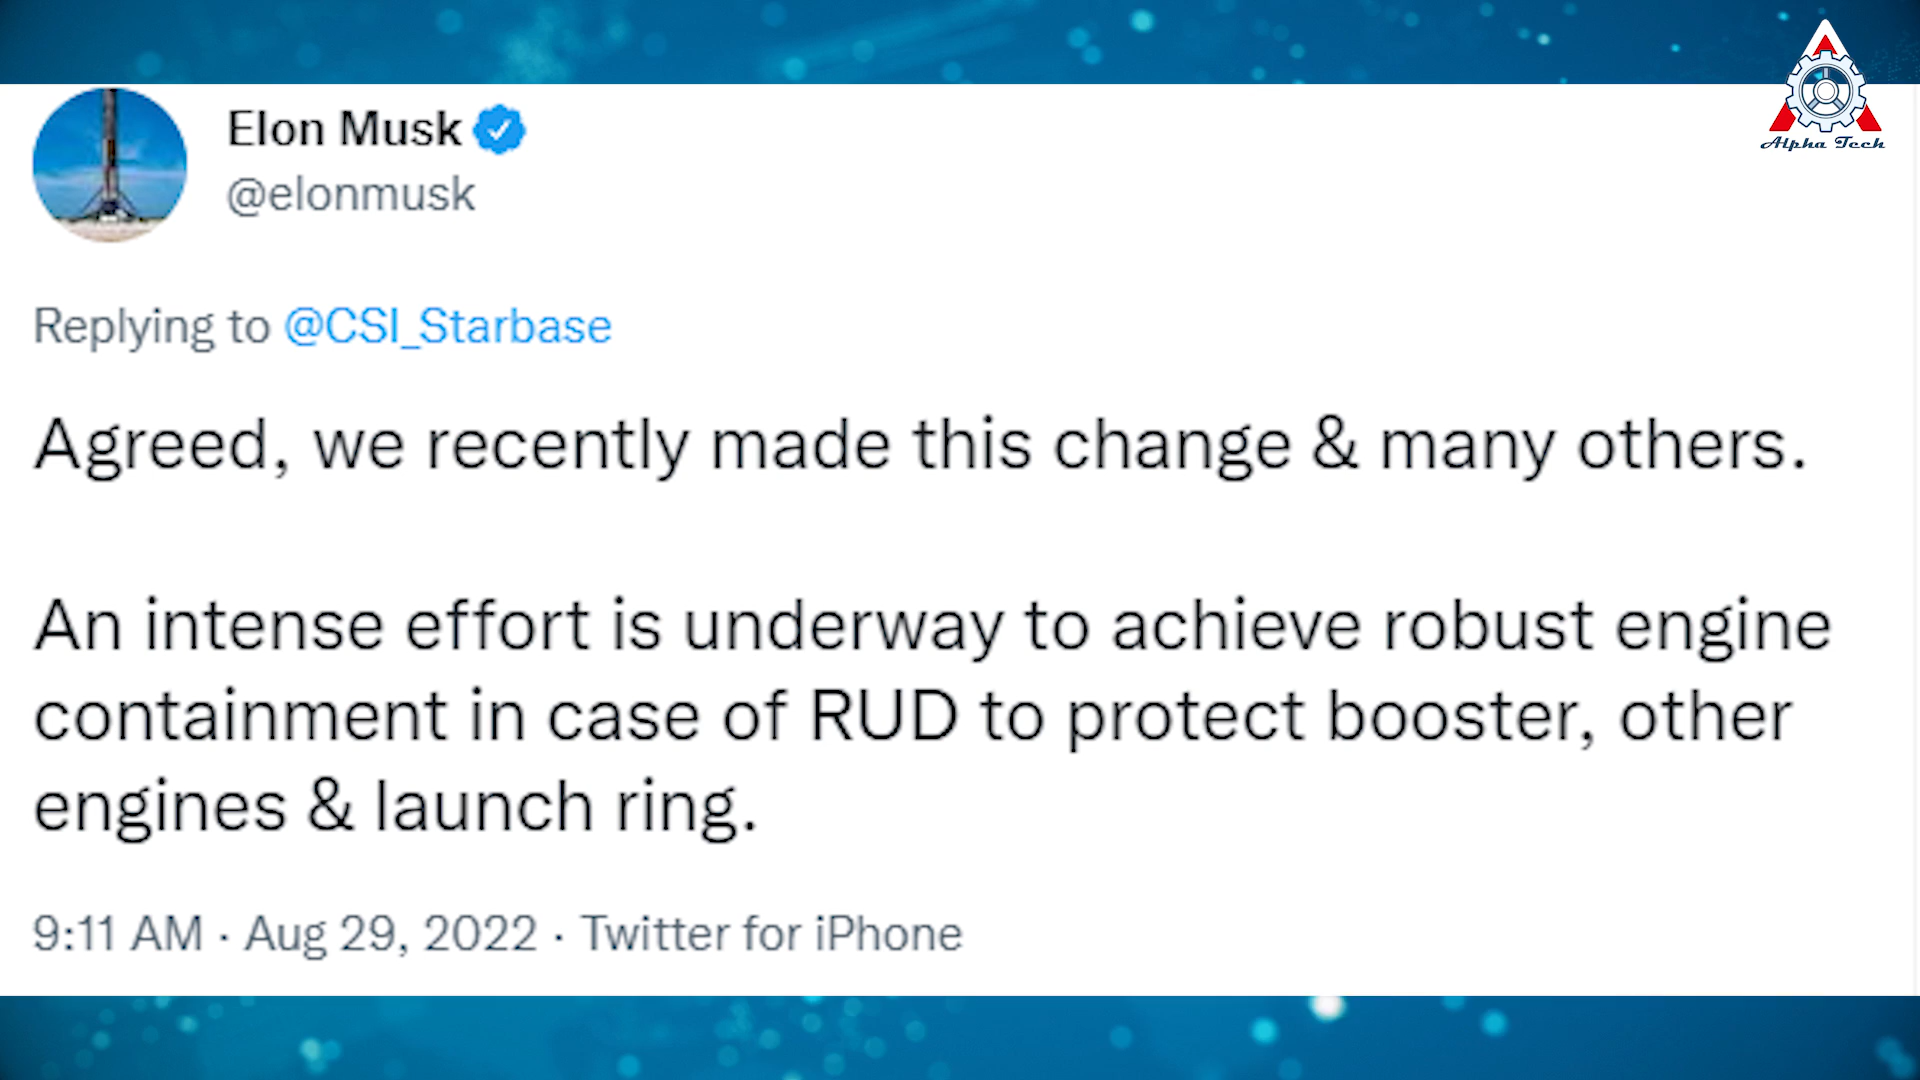 Alpha Tech
Elon Musk
@elonmusk
Replying to @CSI_Starbase
Agreed, we recently made this change & many others.
An intense effort is underway to achieve robust engine
containment in case of RUD to protect booster, other
engines & launch ring.
9:11 AM · Aug 29, 2022 · Twitter for iPhone